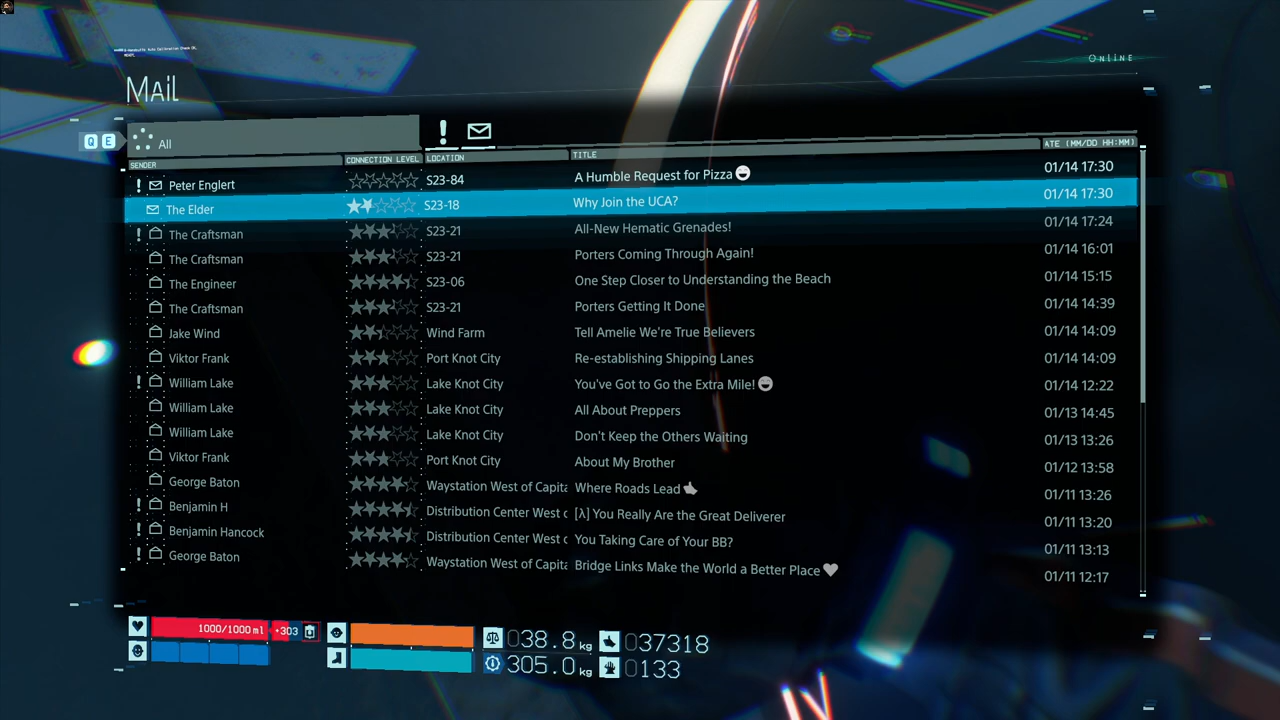 Mail
Online
Q E All
SENDER CONNECTION LEVEL LOCATION TITLE ATE (MM/DD HH:MM)
! Peter Englert S23-84 A Humble Request for Pizza 01/14 17:30
The Elder S23-18 Why Join the UCA? 01/14 17:30
! The Craftsman S23-21 All-New Hematic Grenades! 01/14 17:24
The Craftsman S23-21 Porters Coming Through Again! 01/14 16:01
The Engineer S23-06 One Step Closer to Understanding the Beach 01/14 15:15
The Craftsman S23-21 Porters Getting It Done 01/14 14:39
Jake Wind Wind Farm Tell Amelie We're True Believers 01/14 14:09
Viktor Frank Port Knot City Re-establishing Shipping Lanes 01/14 14:09
! William Lake Lake Knot City You've Got to Go the Extra Mile! 01/14 12:22
William Lake Lake Knot City All About Preppers 01/13 14:45
William Lake Lake Knot City Don't Keep the Others Waiting 01/13 13:26
Viktor Frank Port Knot City About My Brother 01/12 13:58
George Baton Waystation West of Capita Where Roads Lead 01/11 13:26
! Benjamin H Distribution Center West o [λ] You Really Are the Great Deliverer 01/11 13:20
! Benjamin Hancock Distribution Center West o You Taking Care of Your BB? 01/11 13:13
! George Baton Waystation West of Capita Bridge Links Make the World a Better Place 01/11 12:17
1000/1000 ml +303 038.8 kg 037318
305.0 kg 0133